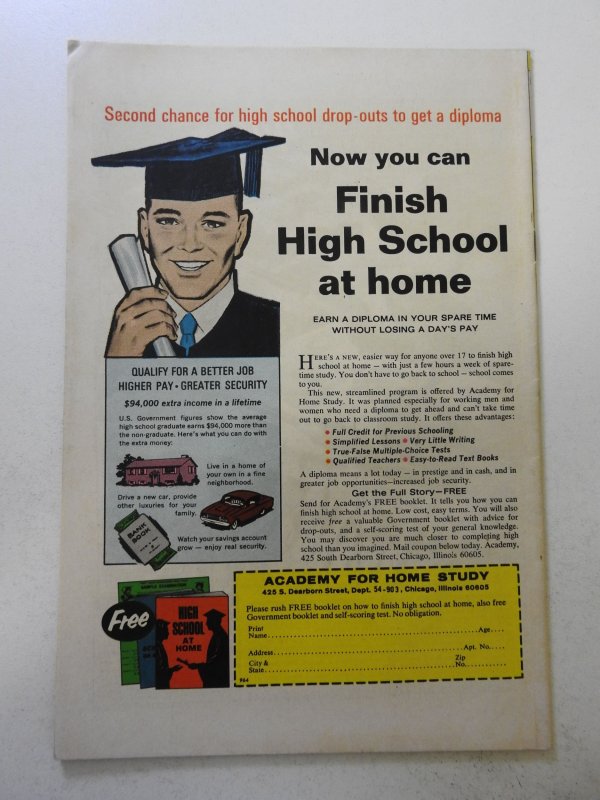 Second chance for high school drop-outs to get a diploma
Now you can
Finish
High School
at home
EARN A DIPLOMA IN YOUR SPARE TIME
WITHOUT LOSING A DAY'S PAY
HERE'S A NEW, easier way for anyone over 17 to finish high
school at home — with just a few hours a week of spare-
time study. You don't have to go back to school — school comes
to you.
This new, streamlined program is offered by Academy for
Home Study. It was planned especially for working men and
women who need a diploma to get ahead and can't take time
out to go back to classroom study. It offers these advantages:
• Full Credit for Previous Schooling
• Simplified Lessons • Very Little Writing
• True-False Multiple-Choice Tests
• Qualified Teachers • Easy-to-Read Text Books
A diploma means a lot today — in prestige and in cash, and in
greater job opportunities—increased job security.
Get the Full Story—FREE
Send for Academy's FREE booklet. It tells how you can
finish high school at home. Low cost, easy terms. You will also
receive free a valuable Government booklet with advice for
drop-outs, and a self-scoring test of your general knowledge.
You may discover you are much closer to completing high
school than you imagined. Mail coupon below today. Academy,
425 South Dearborn Street, Chicago, Illinois 60605.
QUALIFY FOR A BETTER JOB
HIGHER PAY • GREATER SECURITY
$94,000 extra income in a lifetime
U.S. Government figures show the average
high school graduate earns $94,000 more than
the non-graduate. Here's what you can do with
the extra money.
Live in a home of
your own in a fine
neighborhood.
Drive a new car, provide
other luxuries for your
family.
BANK
BOOK
Watch your savings account
grow — enjoy real security.
Free
SAMPLE EXAMINATION
HIGH
SCHOOL
AT
HOME
ACADEMY FOR HOME STUDY
425 S. Dearborn Street, Dept. 54-903, Chicago, Illinois 60605
Please rush FREE booklet on how to finish high school at home, also free
Government booklet and self-scoring test. No obligation.
Print
Name Age
Address Apt. No.
City & Zip
State No.
964